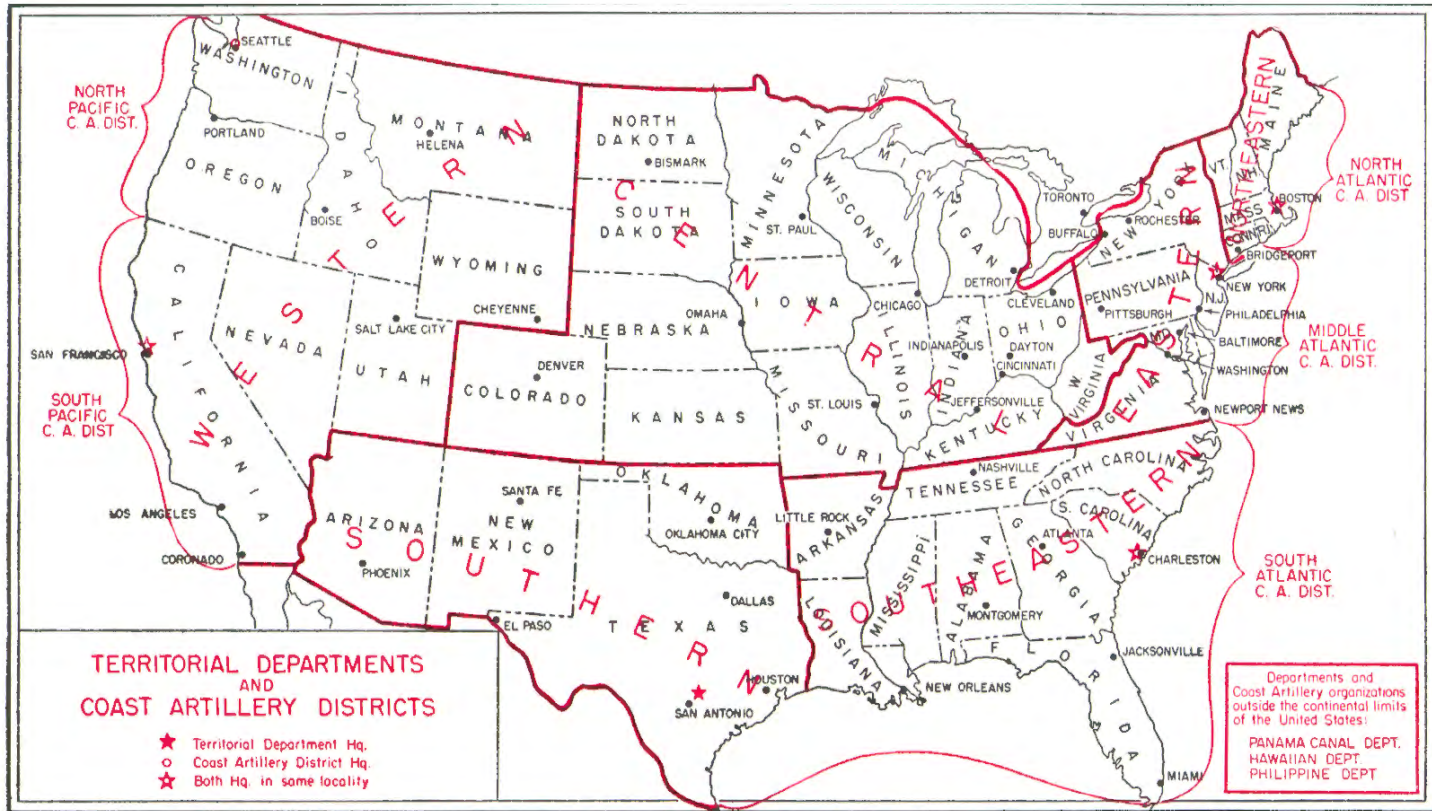 SEATTLE
WASHINGTON
NORTH
PACIFIC
C. A. DIST.
PORTLAND
OREGON
IDAHO
BOISE
MONTANA
HELENA
WYOMING
CHEYENNE
NEVADA
SALT LAKE CITY
UTAH
CALIFORNIA
SAN FRANCISCO
SOUTH
PACIFIC
C. A. DIST
LOS ANGELES
CORONADO
WESTERN
NORTH
DAKOTA
BISMARK
SOUTH
DAKOTA
NEBRASKA
OMAHA
DENVER
COLORADO
KANSAS
MINNESOTA
ST. PAUL
WISCONSIN
MICHIGAN
IOWA
CHICAGO
ILLINOIS
MISSOURI
ST. LOUIS
INDIANA
INDIANAPOLIS
OHIO
DAYTON
CINCINNATI
JEFFERSONVILLE
KENTUCKY
W.
VIRGINIA
DETROIT
CLEVELAND
CENTRAL
TORONTO
BUFFALO
ROCHESTER
NEW YORK
PENNSYLVANIA
PITTSBURGH
N.J.
MD.
VIRGINIA
EASTERN
MAINE
VT.
N.H.
MASS
CONN.
R.I.
NORTHEASTERN
NORTH
ATLANTIC
C. A. DIST
BOSTON
BRIDGEPORT
NEW YORK
PHILADELPHIA
MIDDLE
ATLANTIC
C. A. DIST.
BALTIMORE
WASHINGTON
NEWPORT NEWS
ARIZONA
PHOENIX
SANTA FE
NEW
MEXICO
EL PASO
OKLAHOMA
OKLAHOMA CITY
DALLAS
TEXAS
HOUSTON
SAN ANTONIO
SOUTHERN
LITTLE ROCK
ARKANSAS
LOUISIANA
NEW ORLEANS
MISSISSIPPI
ALABAMA
MONTGOMERY
NASHVILLE
TENNESSEE
NORTH CAROLINA
S. CAROLINA
ATLANTA
GEORGIA
CHARLESTON
JACKSONVILLE
FLORIDA
MIAMI
SOUTHEASTERN
SOUTH
ATLANTIC
C. A. DIST.
TERRITORIAL DEPARTMENTS
AND
COAST ARTILLERY DISTRICTS
Territorial Department Hq.
Coast Artillery District Hq.
Both Hq. in same locality
Departments and
Coast Artillery organizations
outside the continental limits
of the United States:
PANAMA CANAL DEPT.
HAWAIIAN DEPT.
PHILIPPINE DEPT